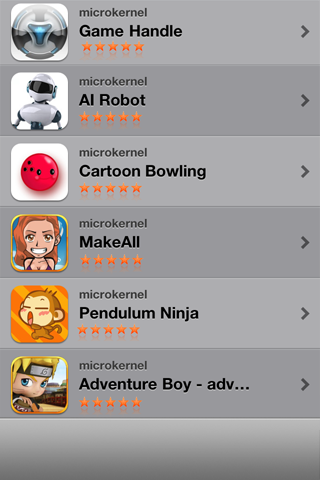 microkernel
Game Handle
microkernel
AI Robot
microkernel
Cartoon Bowling
microkernel
MakeAll
microkernel
Pendulum Ninja
microkernel
Adventure Boy - adv...